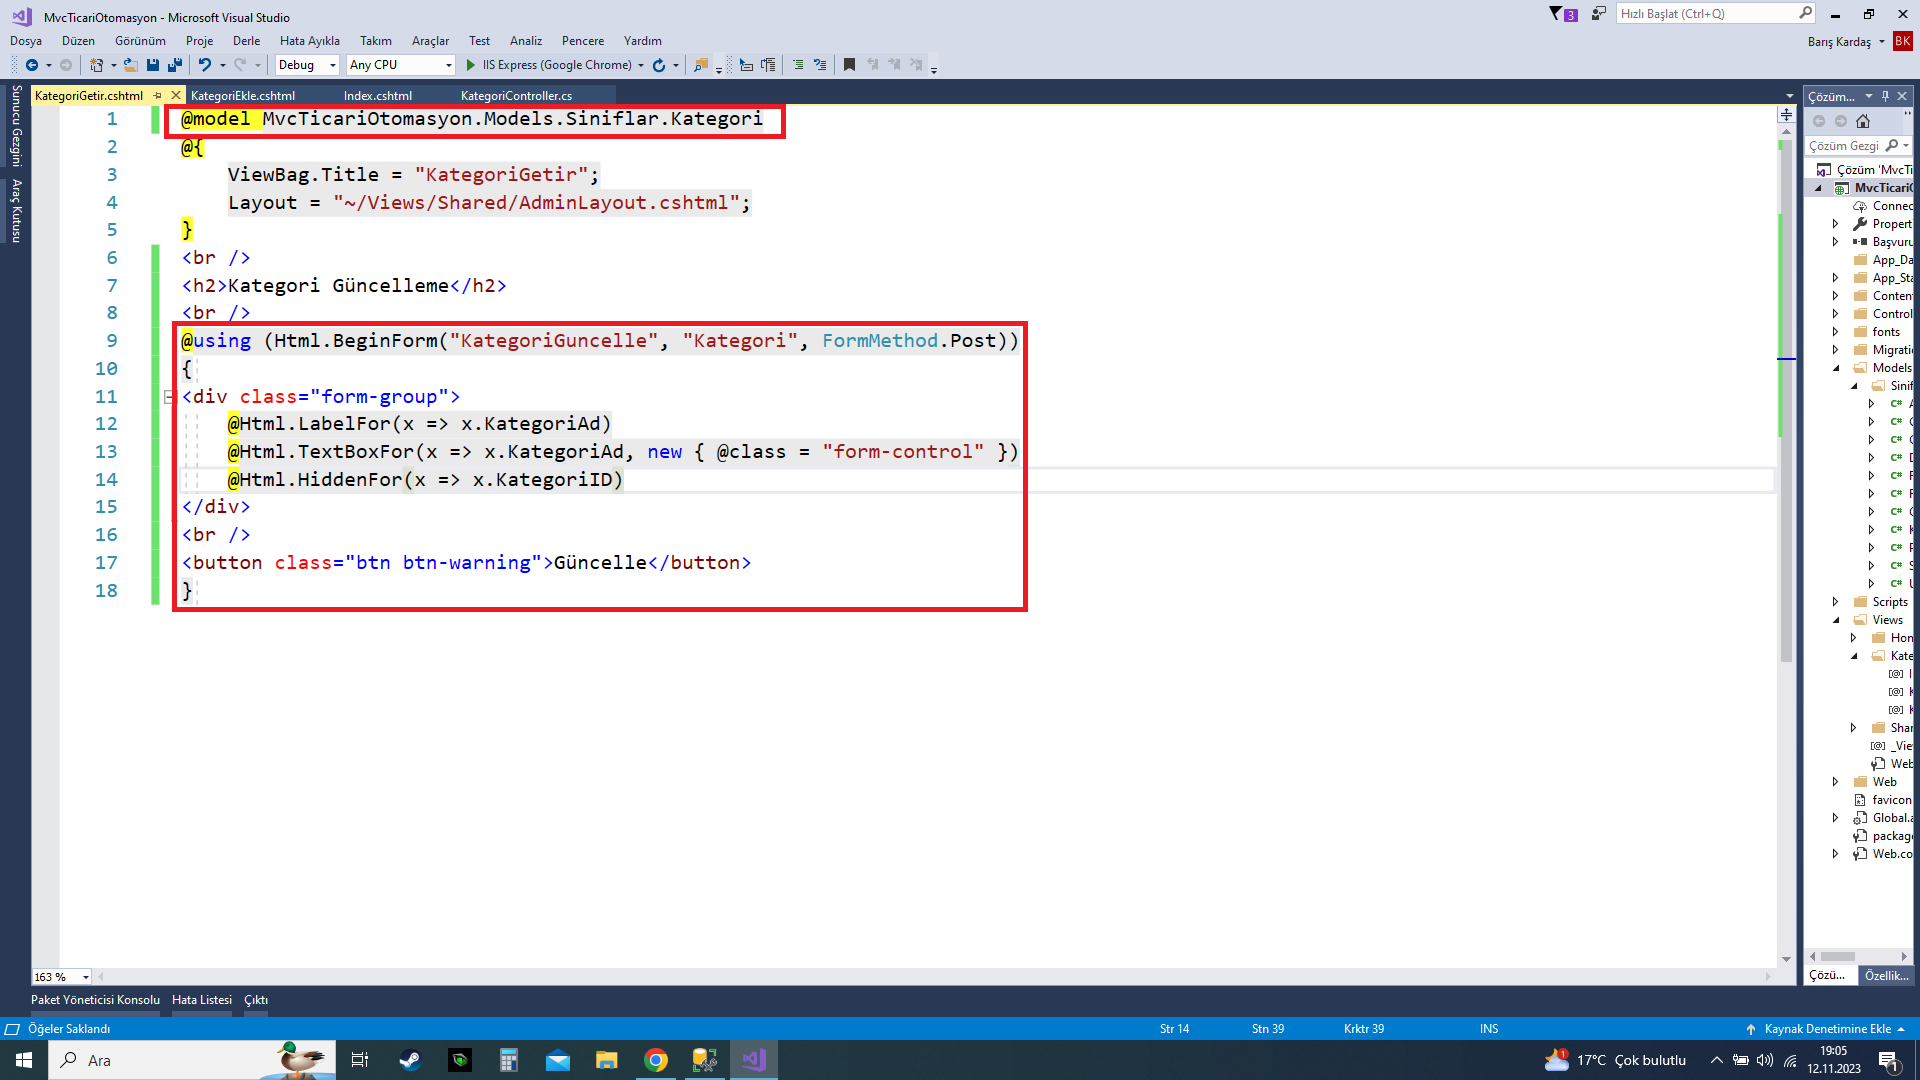 MvcTicariOtomasyon - Microsoft Visual Studio
3
Hızlı Başlat (Ctrl+Q)
Dosya Düzen Görünüm Proje Derle Hata Ayıkla Takım Araçlar Test Analiz Pencere Yardım
Barış Kardaş BK
Debug Any CPU IIS Express (Google Chrome)
KategoriGetir.cshtml KategoriEkle.cshtml Index.cshtml KategoriController.cs
Sunucu Gezgini
Araç Kutusu
1 @model MvcTicariOtomasyon.Models.Siniflar.Kategori
2 @{
3 ViewBag.Title = "KategoriGetir";
4 Layout = "~/Views/Shared/AdminLayout.cshtml";
5 }
6 <br />
7 <h2>Kategori Güncelleme</h2>
8 <br />
9 @using (Html.BeginForm("KategoriGuncelle", "Kategori", FormMethod.Post))
10 {
11 <div class="form-group">
12 @Html.LabelFor(x => x.KategoriAd)
13 @Html.TextBoxFor(x => x.KategoriAd, new { @class = "form-control" })
14 @Html.HiddenFor(x => x.KategoriID)
15 </div>
16 <br />
17 <button class="btn btn-warning">Güncelle</button>
18 }
Çözüm...
Çözüm Gezgi
Çözüm 'MvcTi
MvcTicariO
Connec
Propert
Başvuru
App_Da
App_Sta
Conten
Control
fonts
Migrati
Models
Sinif
C#
C#
C#
C#
C#
C#
C#
C#
C#
C#
C#
Scripts
Views
Hon
Kate
Shar
_Vie
Web
Web
favicon
Global.a
packag
Web.co
Çözü... Özellik...
163 %
Paket Yöneticisi Konsolu Hata Listesi Çıktı
Öğeler Saklandı Str 14 Stn 39 Krktr 39 INS Kaynak Denetimine Ekle
Ara
1
17°C Çok bulutlu
19:05
12.11.2023
1